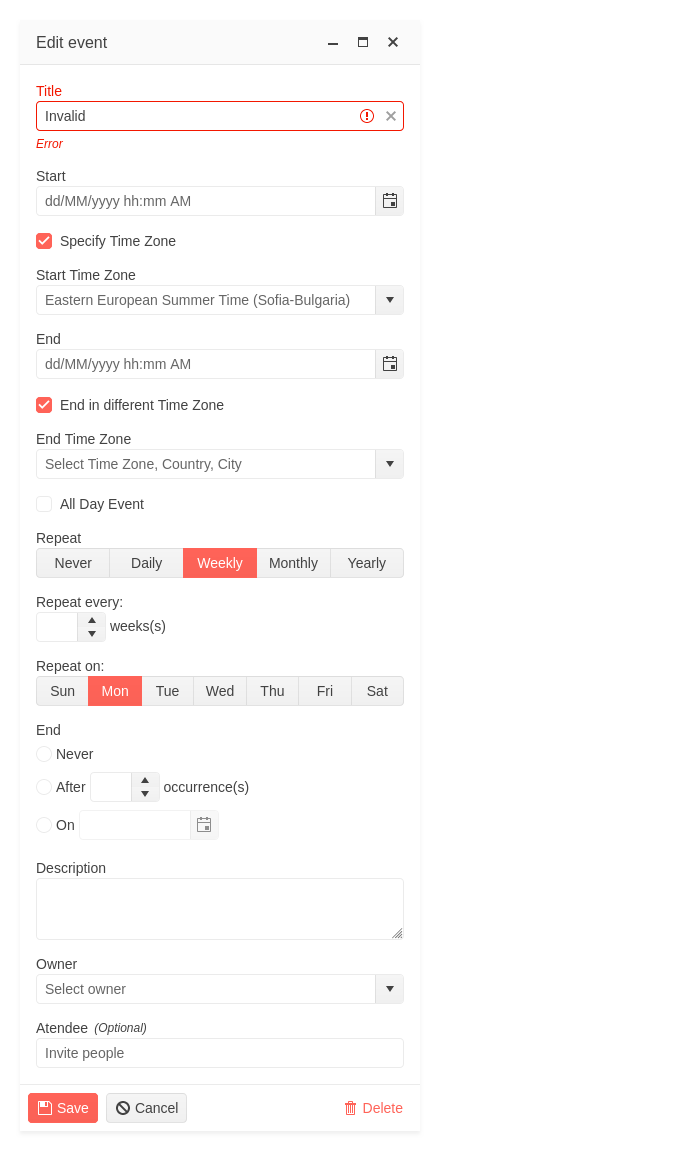 Edit event
Title
Invalid
Error
Start
dd/MM/yyyy hh:mm AM
Specify Time Zone
Start Time Zone
Eastern European Summer Time (Sofia-Bulgaria)
End
dd/MM/yyyy hh:mm AM
End in different Time Zone
End Time Zone
Select Time Zone, Country, City
All Day Event
Repeat
Never Daily Weekly Monthly Yearly
Repeat every:
weeks(s)
Repeat on:
Sun Mon Tue Wed Thu Fri Sat
End
Never
After occurrence(s)
On
Description
Owner
Select owner
Atendee (Optional)
Invite people
Save Cancel Delete